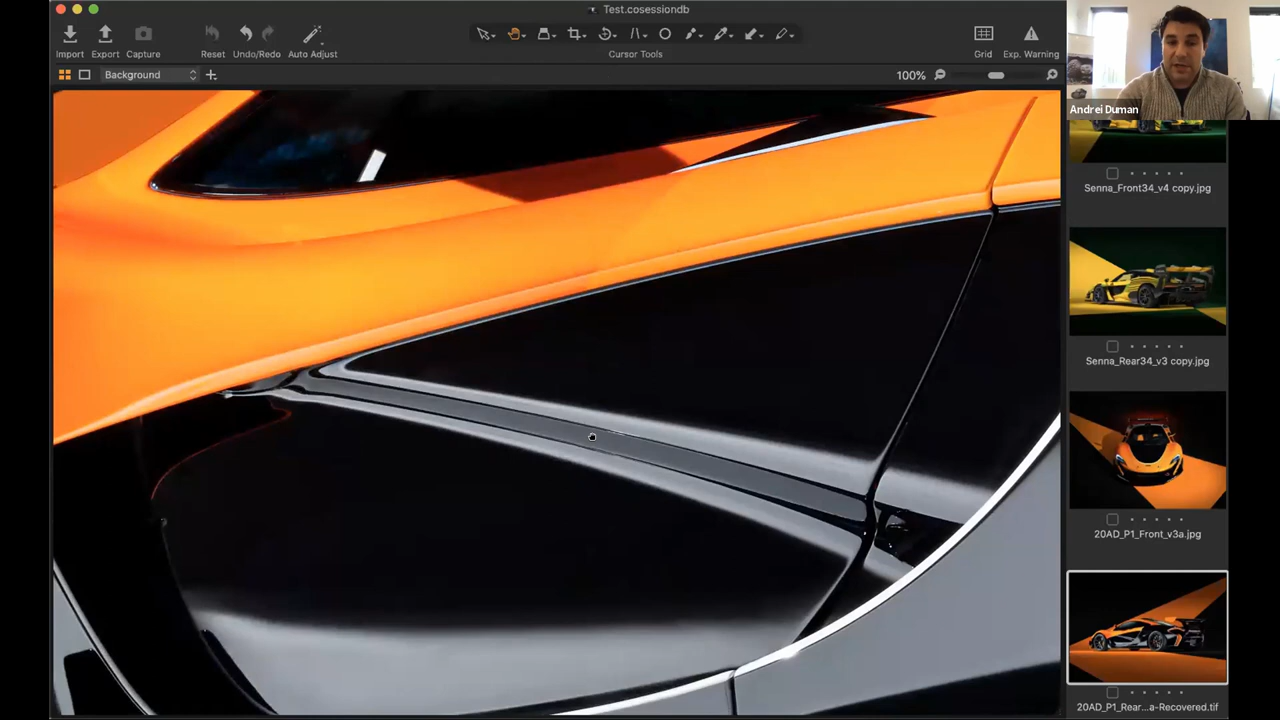 Test.cosessiondb
Import Export Capture Reset Undo/Redo Auto Adjust Cursor Tools Grid Exp. Warning
Background 100%
Andrei Duman
Senna_Front34_v4 copy.jpg
Senna_Rear34_v3 copy.jpg
20AD_P1_Front_v3a.jpg
20AD_P1_Rear...a-Recovered.tif